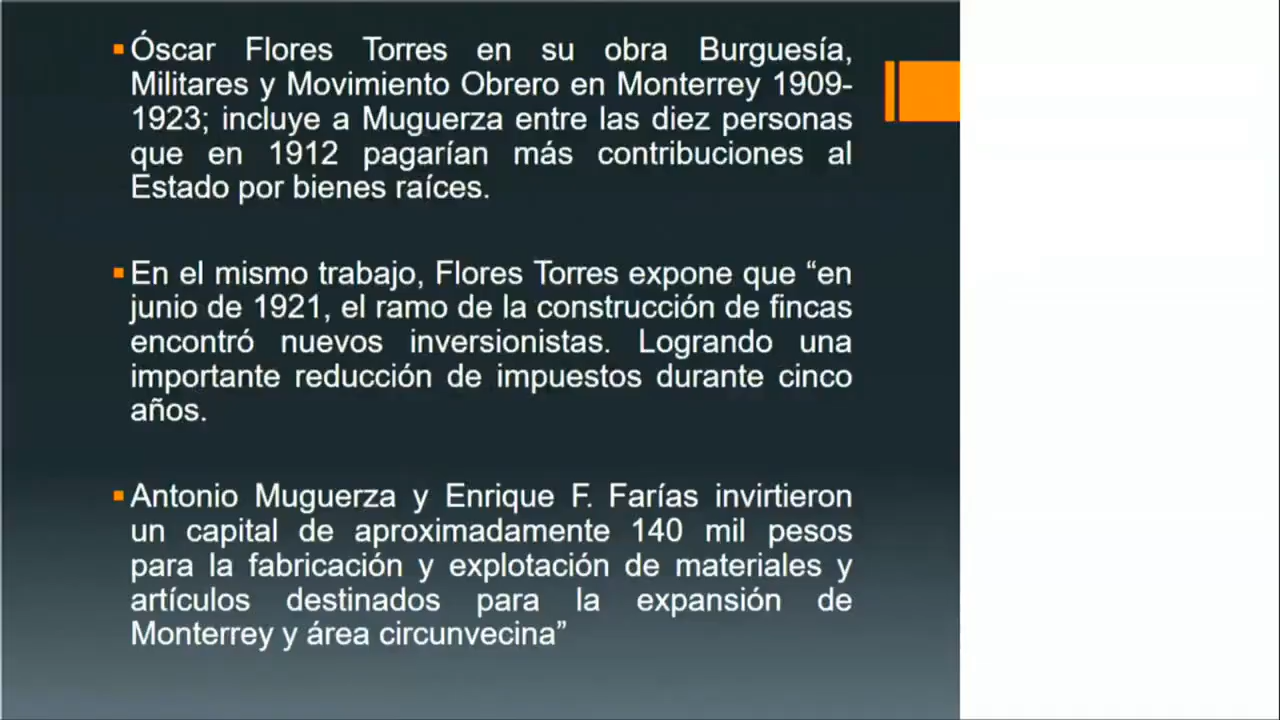 Óscar Flores Torres en su obra Burguesía,
Militares y Movimiento Obrero en Monterrey 1909-
1923; incluye a Muguerza entre las diez personas
que en 1912 pagarían más contribuciones al
Estado por bienes raíces.
En el mismo trabajo, Flores Torres expone que “en
junio de 1921, el ramo de la construcción de fincas
encontró nuevos inversionistas. Logrando una
importante reducción de impuestos durante cinco
años.
Antonio Muguerza y Enrique F. Farías invirtieron
un capital de aproximadamente 140 mil pesos
para la fabricación y explotación de materiales y
artículos destinados para la expansión de
Monterrey y área circunvecina”